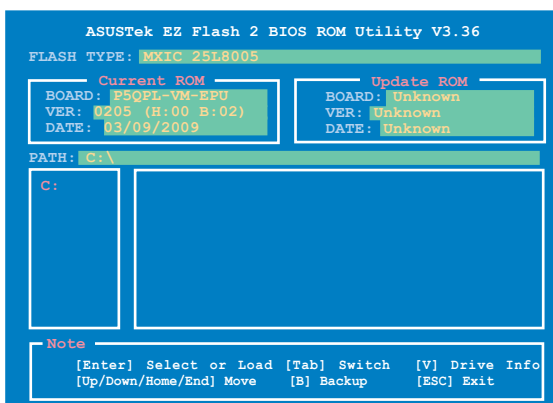 ASUSTek EZ Flash 2 BIOS ROM Utility V3.36
FLASH TYPE: MXIC 25L8005
Current ROM
BOARD: P5QPL-VM-EPU
VER: 0205 (H:00 B:02)
DATE: 03/09/2009
Update ROM
BOARD: Unknown
VER: Unknown
DATE: Unknown
PATH: C:\
C:
Note
[Enter] Select or Load [Tab] Switch [V] Drive Info
[Up/Down/Home/End] Move [B] Backup [ESC] Exit